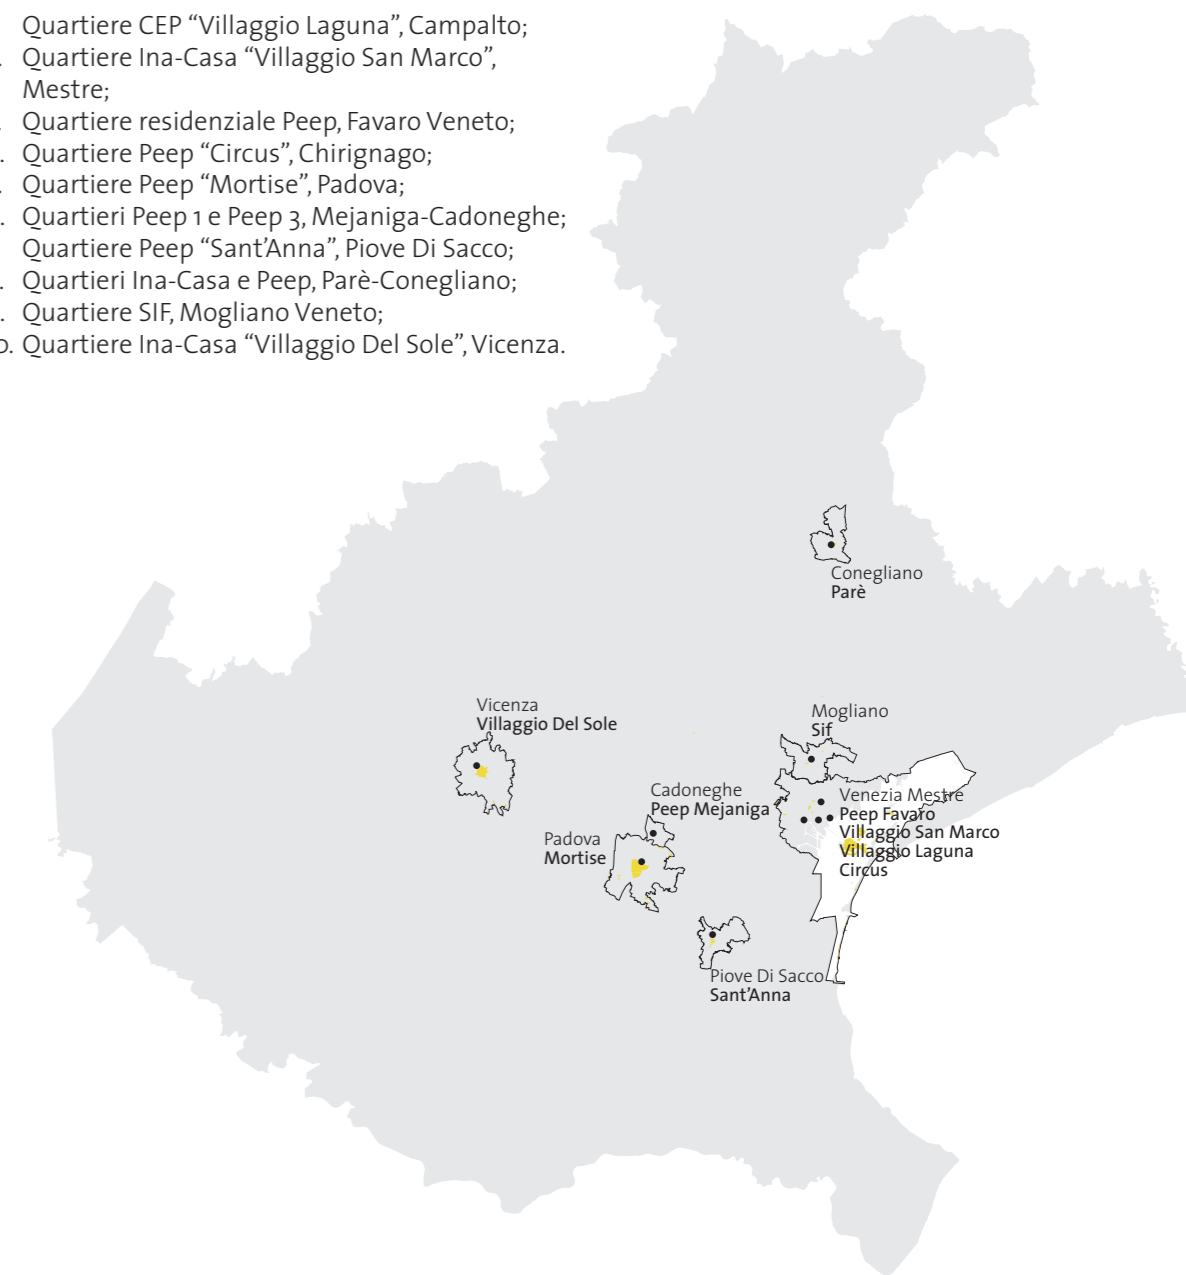 Quartiere CEP “Villaggio Laguna”, Campalto;
. Quartiere Ina-Casa “Villaggio San Marco”,
Mestre;
. Quartiere residenziale Peep, Favaro Veneto;
. Quartiere Peep “Circus”, Chirignago;
. Quartiere Peep “Mortise”, Padova;
. Quartieri Peep 1 e Peep 3, Mejaniga-Cadoneghe;
Quartiere Peep “Sant’Anna”, Piove Di Sacco;
. Quartieri Ina-Casa e Peep, Parè-Conegliano;
. Quartiere SIF, Mogliano Veneto;
0. Quartiere Ina-Casa “Villaggio Del Sole”, Vicenza.
Conegliano
Parè
Vicenza
Villaggio Del Sole
Mogliano
Sif
Cadoneghe
Peep Mejaniga
Venezia Mestre
Peep Favaro
Villaggio San Marco
Villaggio Laguna
Circus
Padova
Mortise
Piove Di Sacco
Sant’Anna